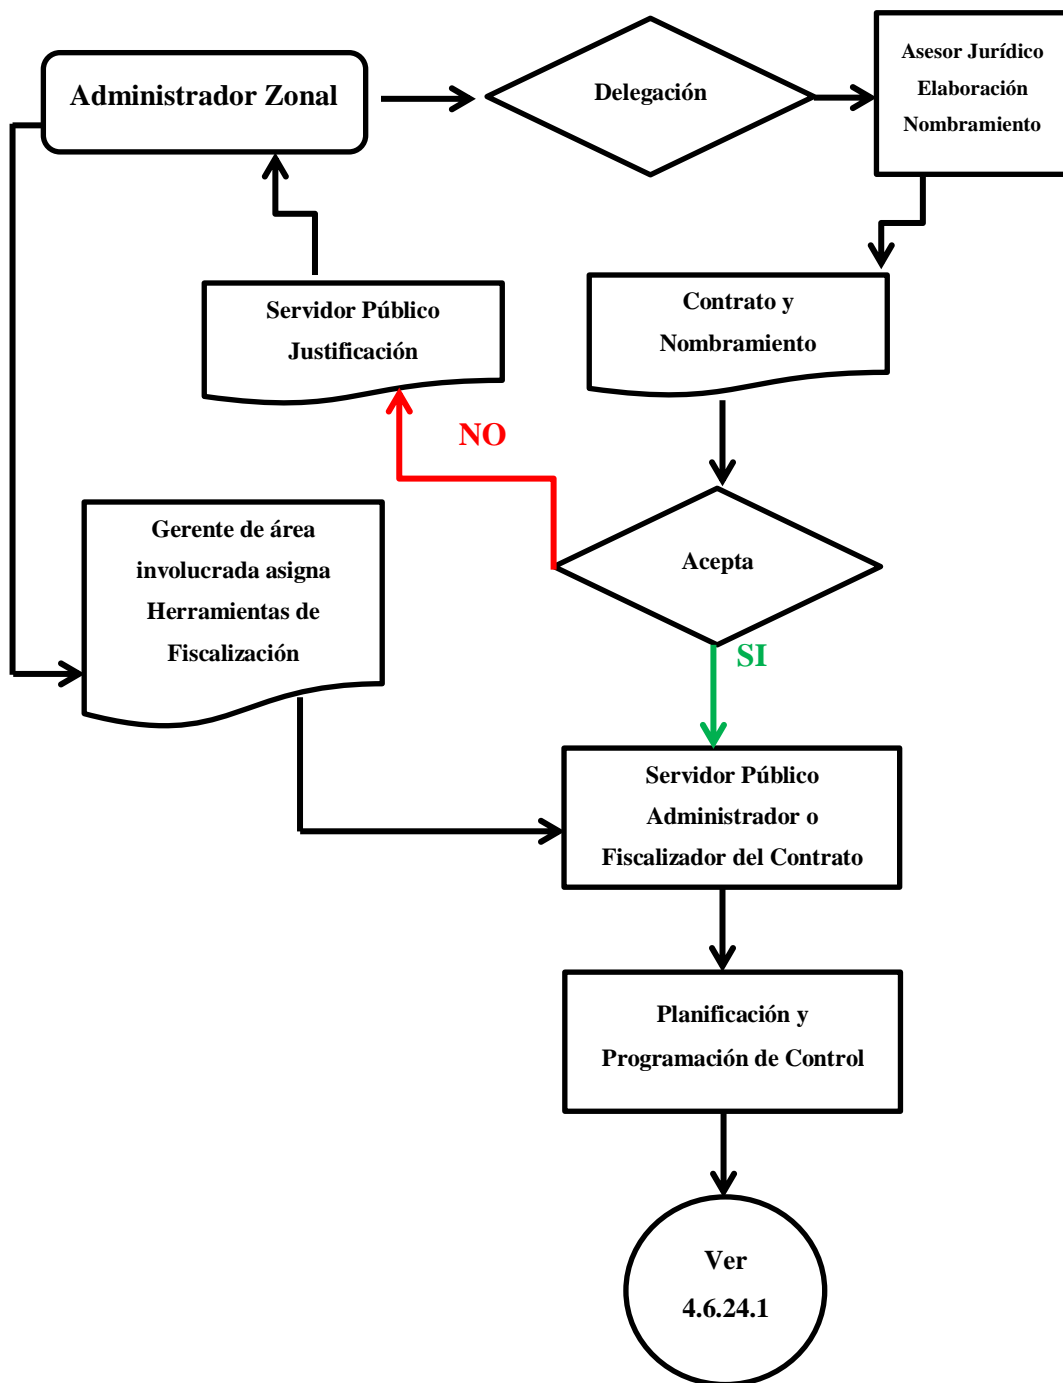 Administrador Zonal
Delegación
Asesor Jurídico
Elaboración
Nombramiento
Servidor Público
Justificación
Contrato y
Nombramiento
NO
Gerente de área
involucrada asigna
Herramientas de
Fiscalización
Acepta
SI
Servidor Público
Administrador o
Fiscalizador del Contrato
Planificación y
Programación de Control
Ver
4.6.24.1